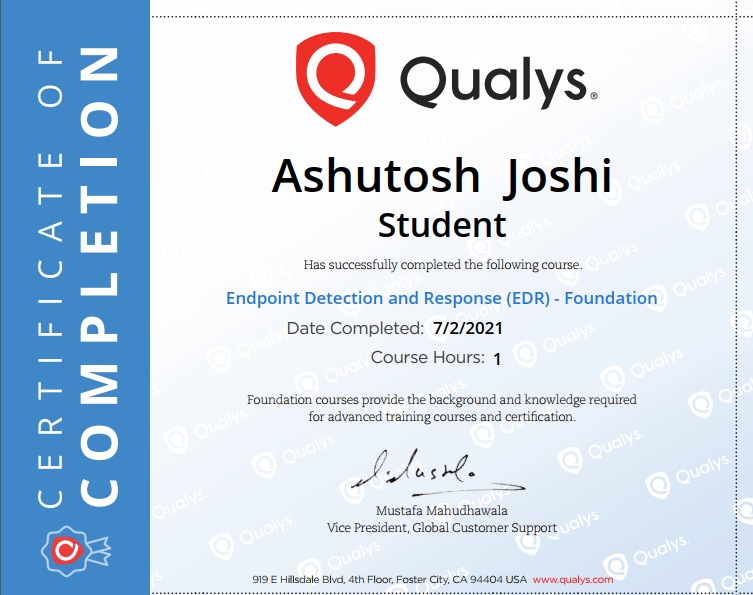 CERTIFICATE OF
COMPLETION
Qualys®
Ashutosh Joshi
Student
Has successfully completed the following course.
Endpoint Detection and Response (EDR) - Foundation
Date Completed: 7/2/2021
Course Hours: 1
Foundation courses provide the background and knowledge required
for advanced training courses and certification.
Mustafa Mahudhawala
Vice President, Global Customer Support
919 E Hillsdale Blvd, 4th Floor, Foster City, CA 94404 USA www.qualys.com